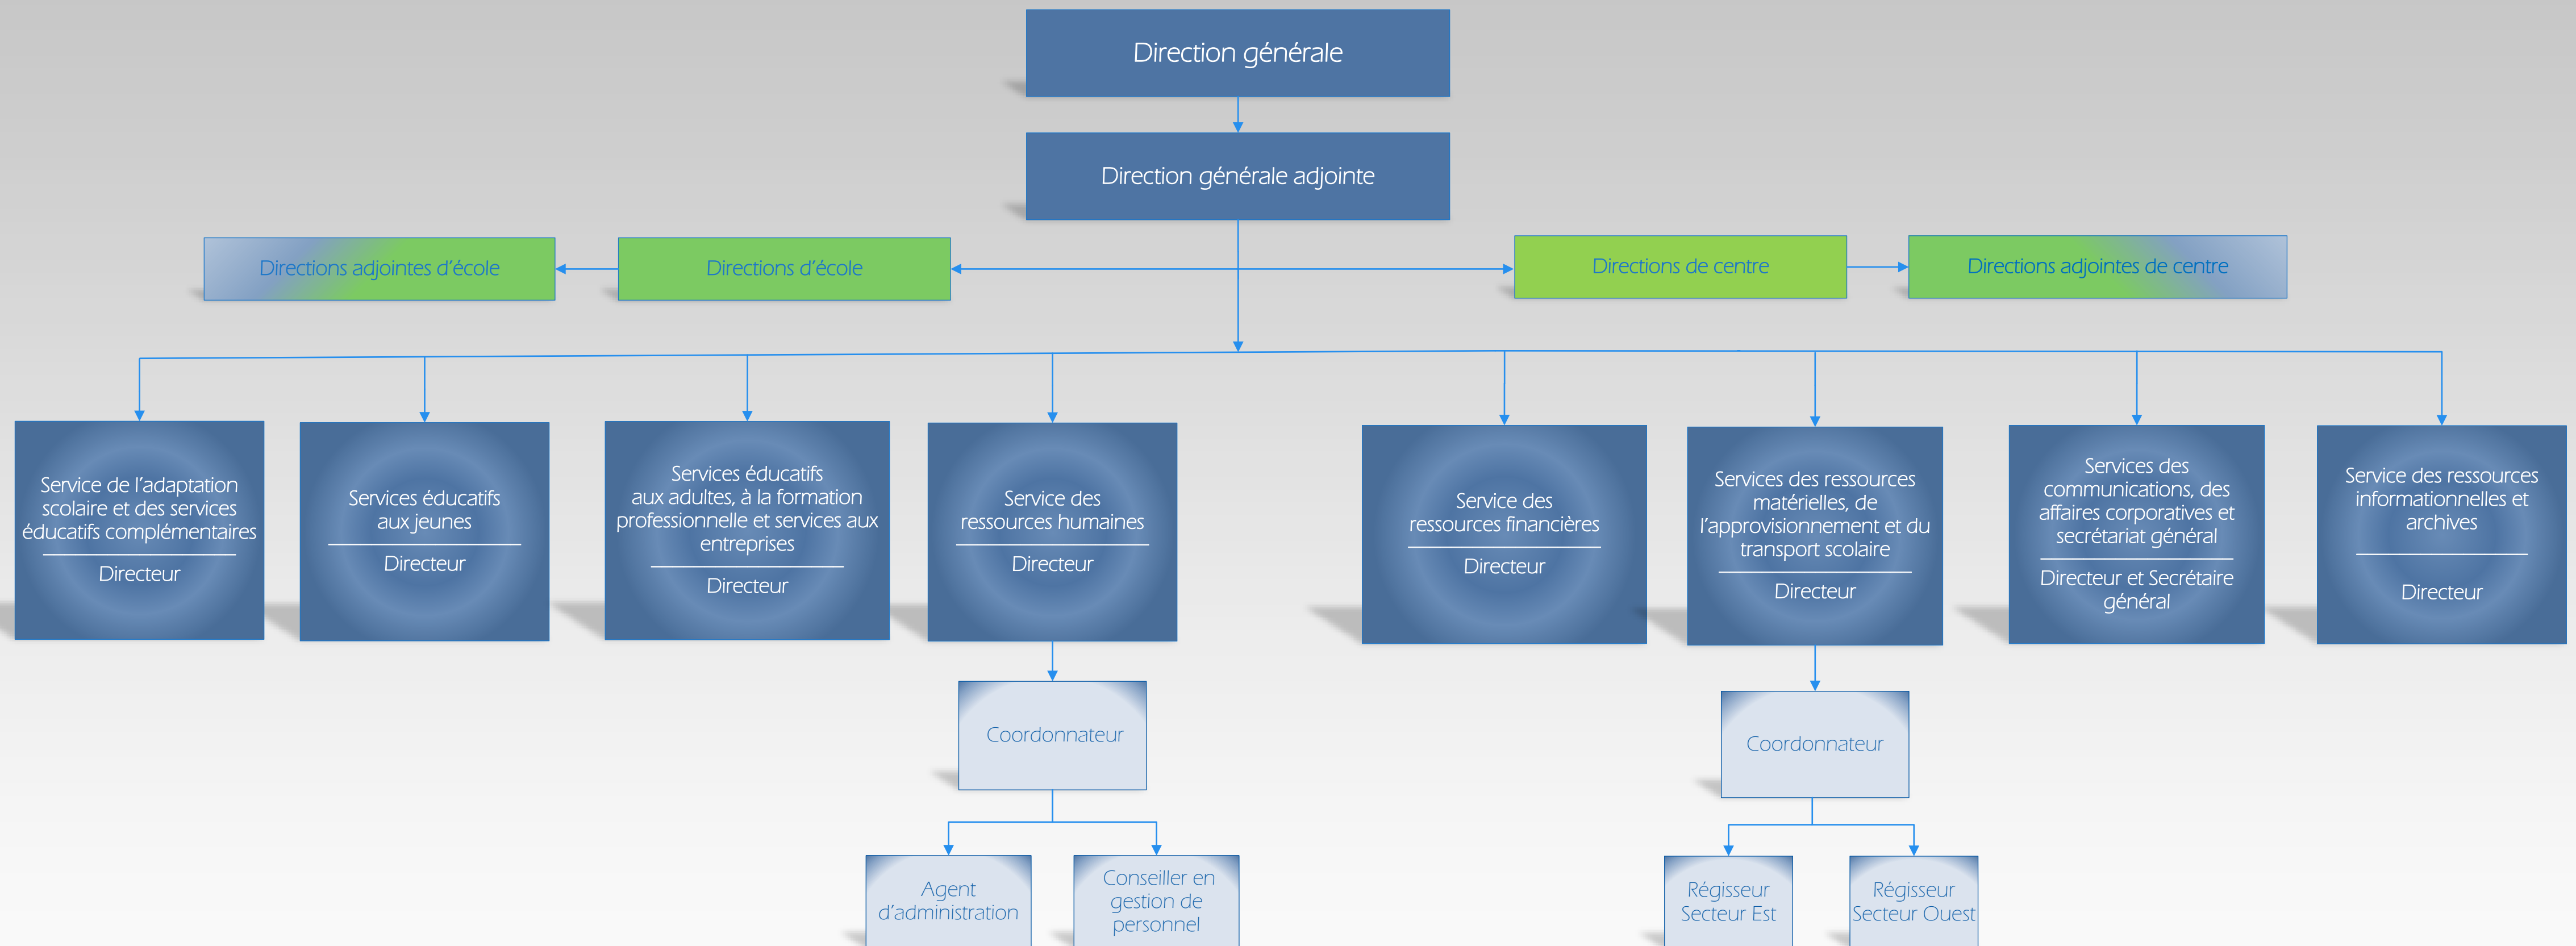 Direction générale
Direction générale adjointe
Directions adjointes d'école
Directions d'école
Directions de centre
Directions adjointes de centre
Service de l'adaptation
scolaire et des services
éducatifs complémentaires
Directeur
Services éducatifs
aux jeunes
Directeur
Services éducatifs
aux adultes, à la formation
professionnelle et services aux
entreprises
Directeur
Service des
ressources humaines
Directeur
Service des
ressources financières
Directeur
Services des ressources
matérielles, de
l'approvisionnement et du
transport scolaire
Directeur
Services des
communications, des
affaires corporatives et
secrétariat général
Directeur et Secrétaire
général
Service des ressources
informationnelles et
archives
Directeur
Coordonnateur
Coordonnateur
Agent
d'administration
Conseiller en
gestion de
personnel
Régisseur
Secteur Est
Régisseur
Secteur Ouest